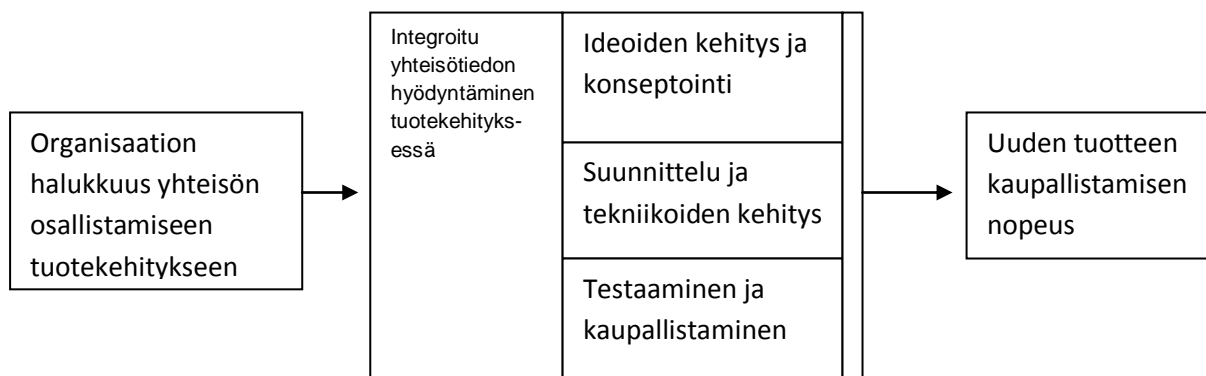 Organisaation
halukkuus yhteisön
osallistamiseen
tuotekehitykseen
Integroitu
yhteisötiedon
hyödyntäminen
tuotekehityks-
essä
Ideoiden kehitys ja
konseptointi
Suunnittelu ja
tekniikoiden kehitys
Testaaminen ja
kaupallistaminen
Uuden tuotteen
kaupallistamisen
nopeus